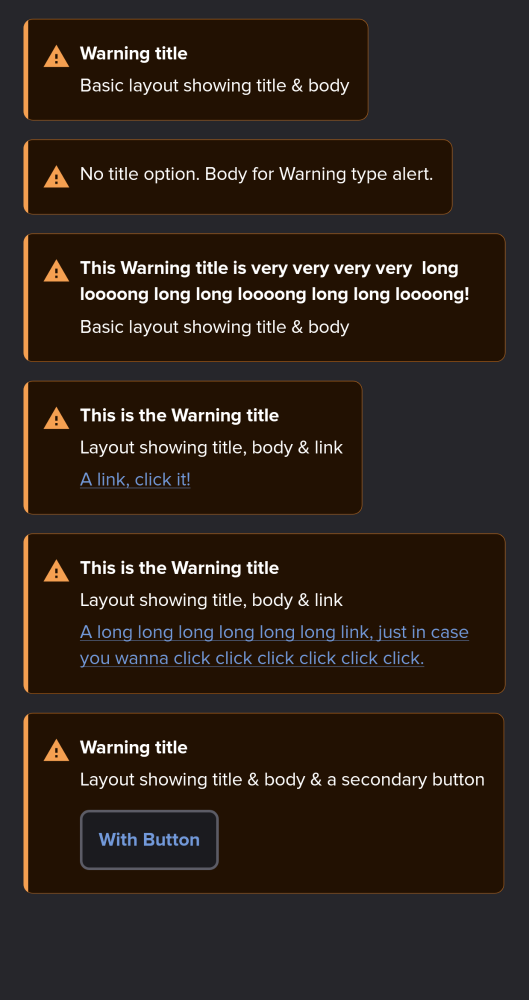 Warning title
Basic layout showing title & body
No title option. Body for Warning type alert.
This Warning title is very very very very  long
loooong long long loooong long long loooong!
Basic layout showing title & body
This is the Warning title
Layout showing title, body & link
A link, click it!
This is the Warning title
Layout showing title, body & link
A long long long long long long link, just in case
you wanna click click click click click click.
Warning title
Layout showing title & body & a secondary button
With Button